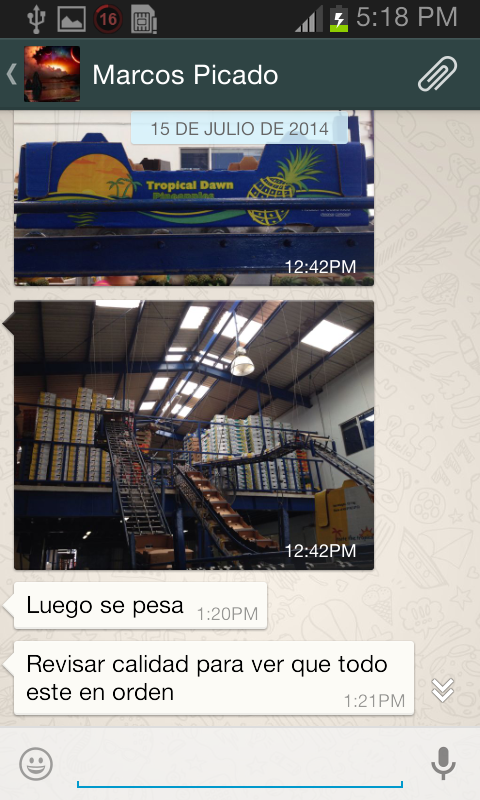 16
5:18 PM
Marcos Picado
15 DE JULIO DE 2014
Tropical Dawn
Pineapples
12:42PM
12:42PM
Luego se pesa 1:20PM
Revisar calidad para ver que todo
este en orden
1:21PM